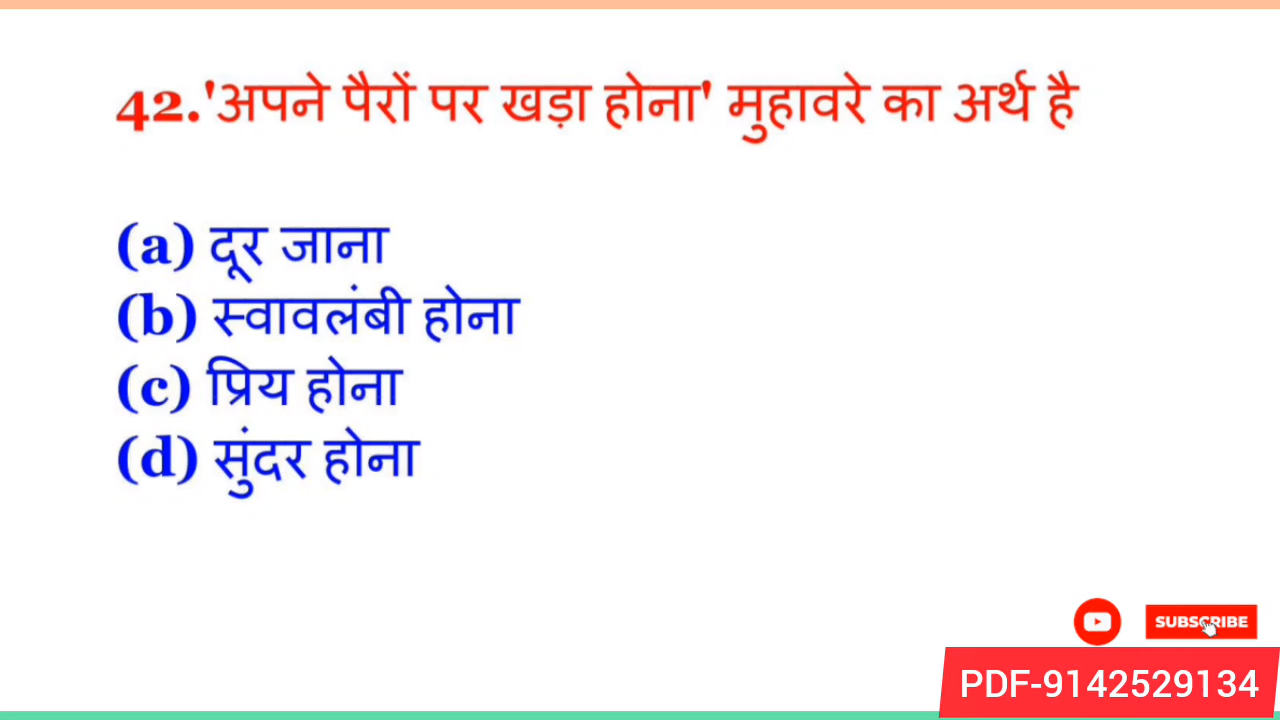 42.'अपने पैरों पर खड़ा होना' मुहावरे का अर्थ है
(a) दूर जाना
(b) स्वावलंबी होना
(c) प्रिय होना
(d) सुंदर होना
SUBSCRIBE
PDF-9142529134